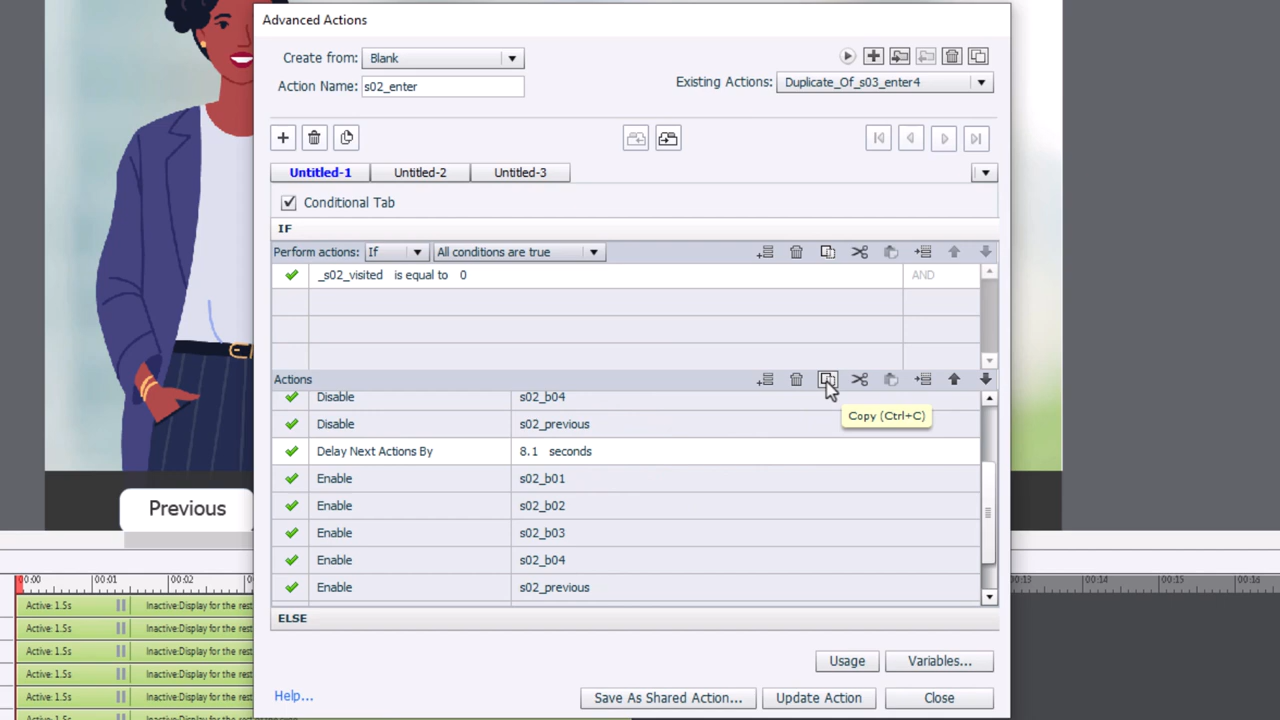 Advanced Actions
Create from: Blank
Action Name: s02_enter
Existing Actions: Duplicate_Of_s03_enter4
Untitled-1 Untitled-2 Untitled-3
Conditional Tab
IF
Perform actions: If All conditions are true
_s02_visited is equal to 0 AND
Actions
Disable s02_b04
Copy (Ctrl+C)
Disable s02_previous
Delay Next Actions By 8.1 seconds
Enable s02_b01
Enable s02_b02
Enable s02_b03
Enable s02_b04
Enable s02_previous
ELSE
Usage Variables...
Help... Save As Shared Action... Update Action Close
Previous
00:00 00:01 00:02 00:13 00:14 00:15 00:16
Active: 1.5s Inactive:Display for the rest
Active: 1.5s Inactive:Display for the rest
Active: 1.5s Inactive:Display for the rest
Active: 1.5s Inactive:Display for the rest
Active: 1.5s Inactive:Display for the rest